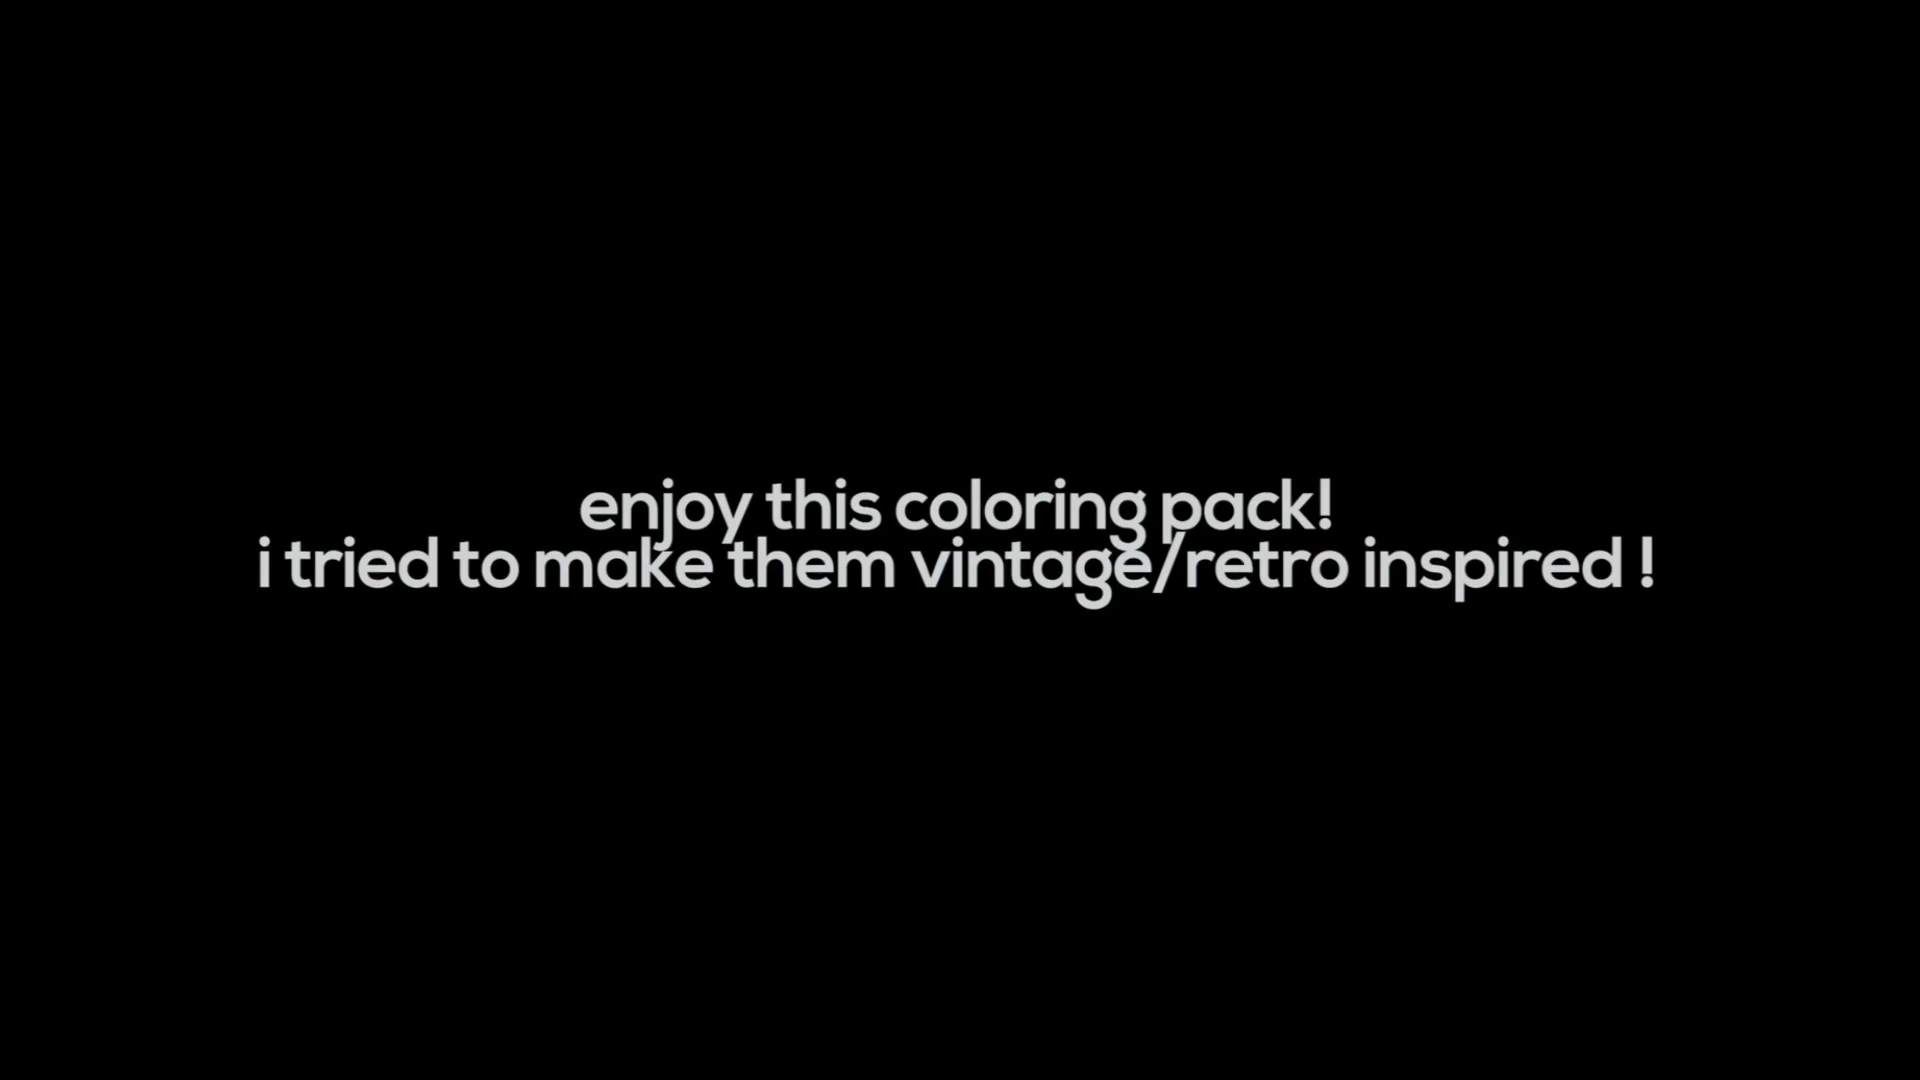 enjoy this coloring pack!
i tried to make them vintage/retro inspired !